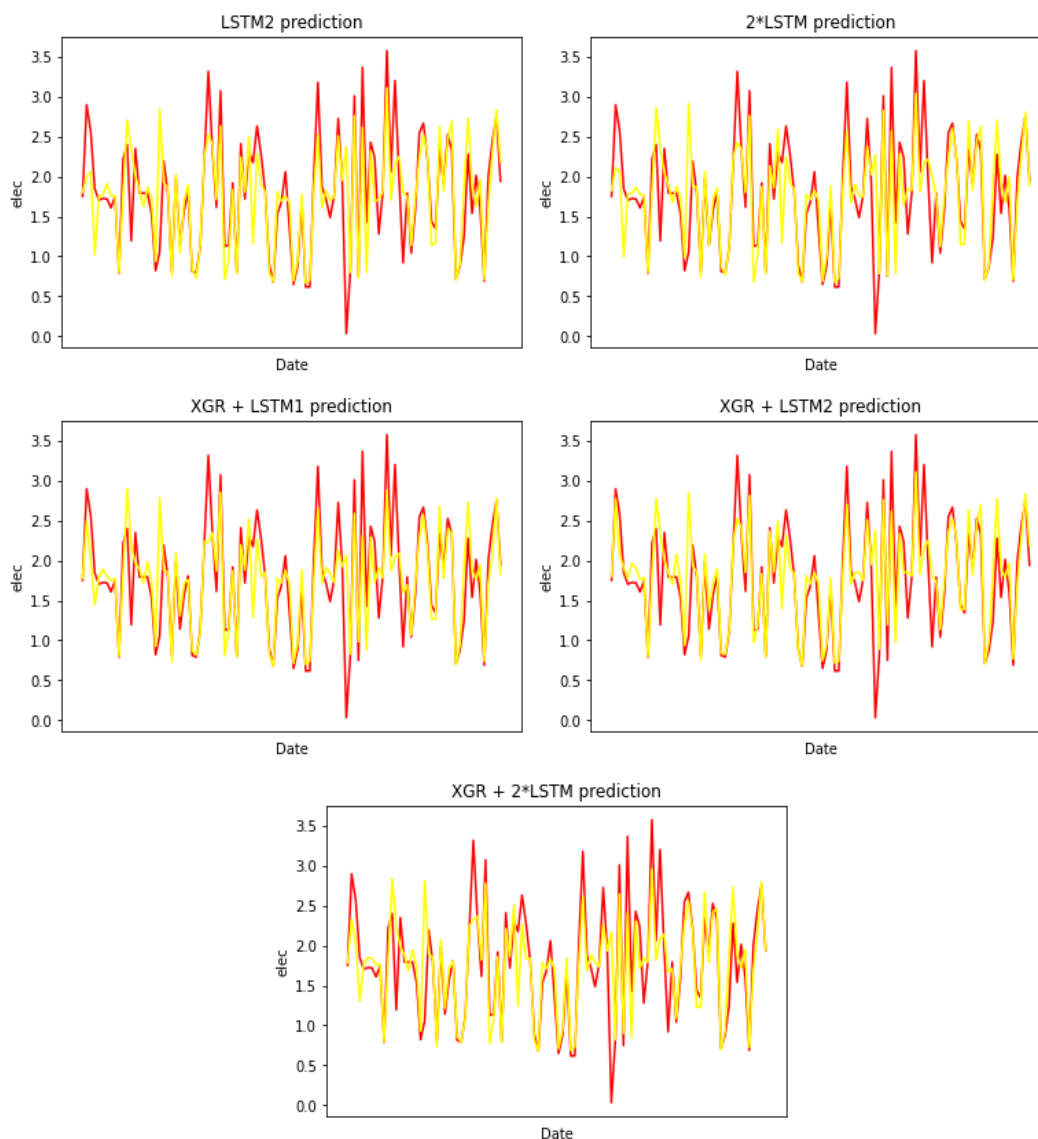 LSTM2 prediction
3.5
3.0
2.5
2.0
1.5
1.0
0.5
0.0
elec
Date
2*LSTM prediction
3.5
3.0
2.5
2.0
1.5
1.0
0.5
0.0
elec
Date
XGR + LSTM1 prediction
3.5
3.0
2.5
2.0
1.5
1.0
0.5
0.0
elec
Date
XGR + LSTM2 prediction
3.5
3.0
2.5
2.0
1.5
1.0
0.5
0.0
elec
Date
XGR + 2*LSTM prediction
3.5
3.0
2.5
2.0
1.5
1.0
0.5
0.0
elec
Date